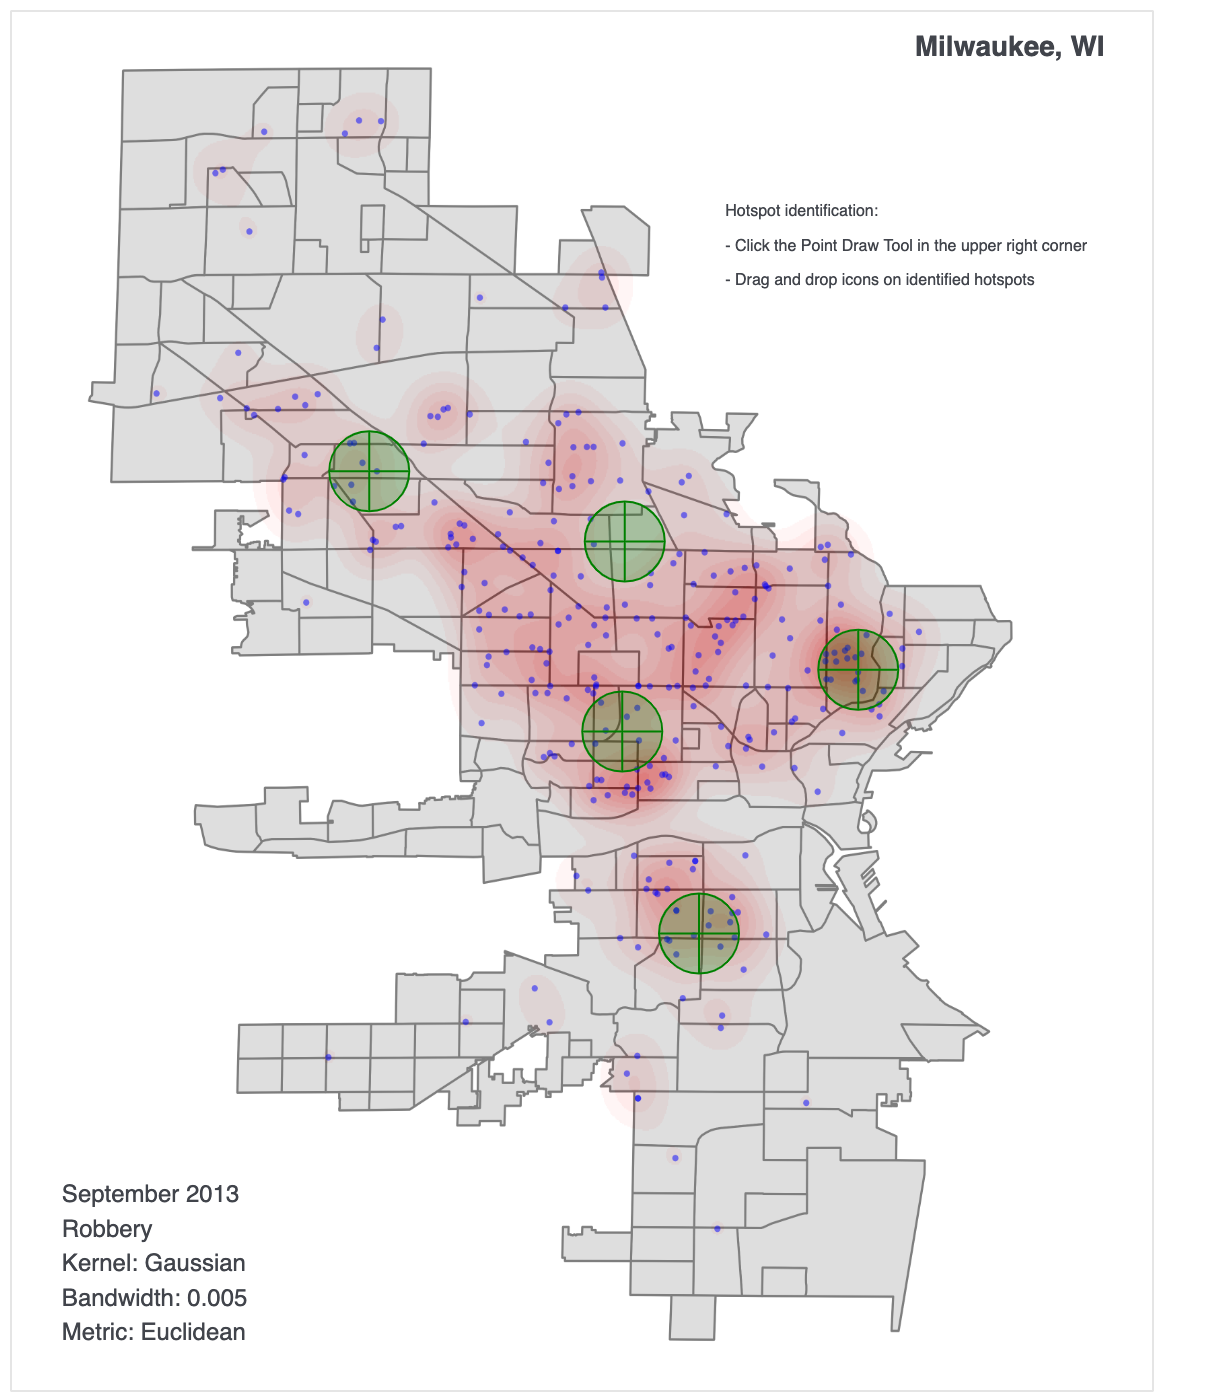 Milwaukee, WI
Hotspot identification:
- Click the Point Draw Tool in the upper right corner
- Drag and drop icons on identified hotspots
September 2013
Robbery
Kernel: Gaussian
Bandwidth: 0.005
Metric: Euclidean